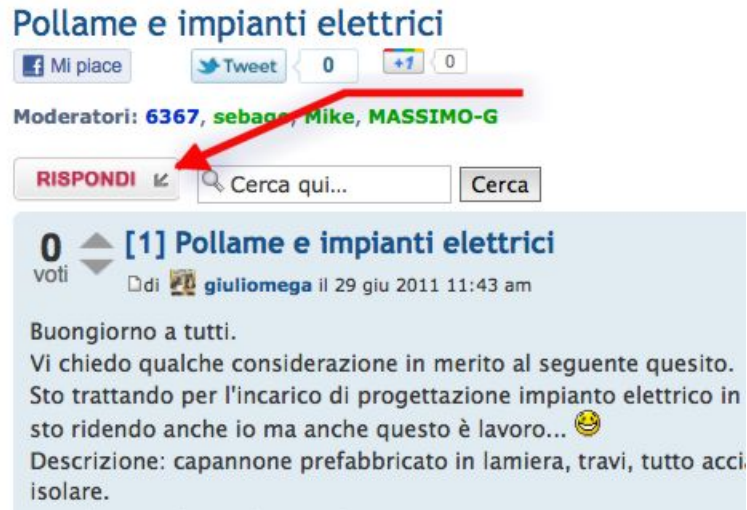 Pollame e impianti elettrici
Mi piace Tweet 0 +1 0
Moderatori: 6367, sebago, Mike, MASSIMO-G
RISPONDI Cerca qui... Cerca
0 voti [1] Pollame e impianti elettrici
di giuliomega il 29 giu 2011 11:43 am
Buongiorno a tutti.
Vi chiedo qualche considerazione in merito al seguente quesito.
Sto trattando per l'incarico di progettazione impianto elettrico in
sto ridendo anche io ma anche questo è lavoro...
Descrizione: capannone prefabbricato in lamiera, travi, tutto accia
isolare.